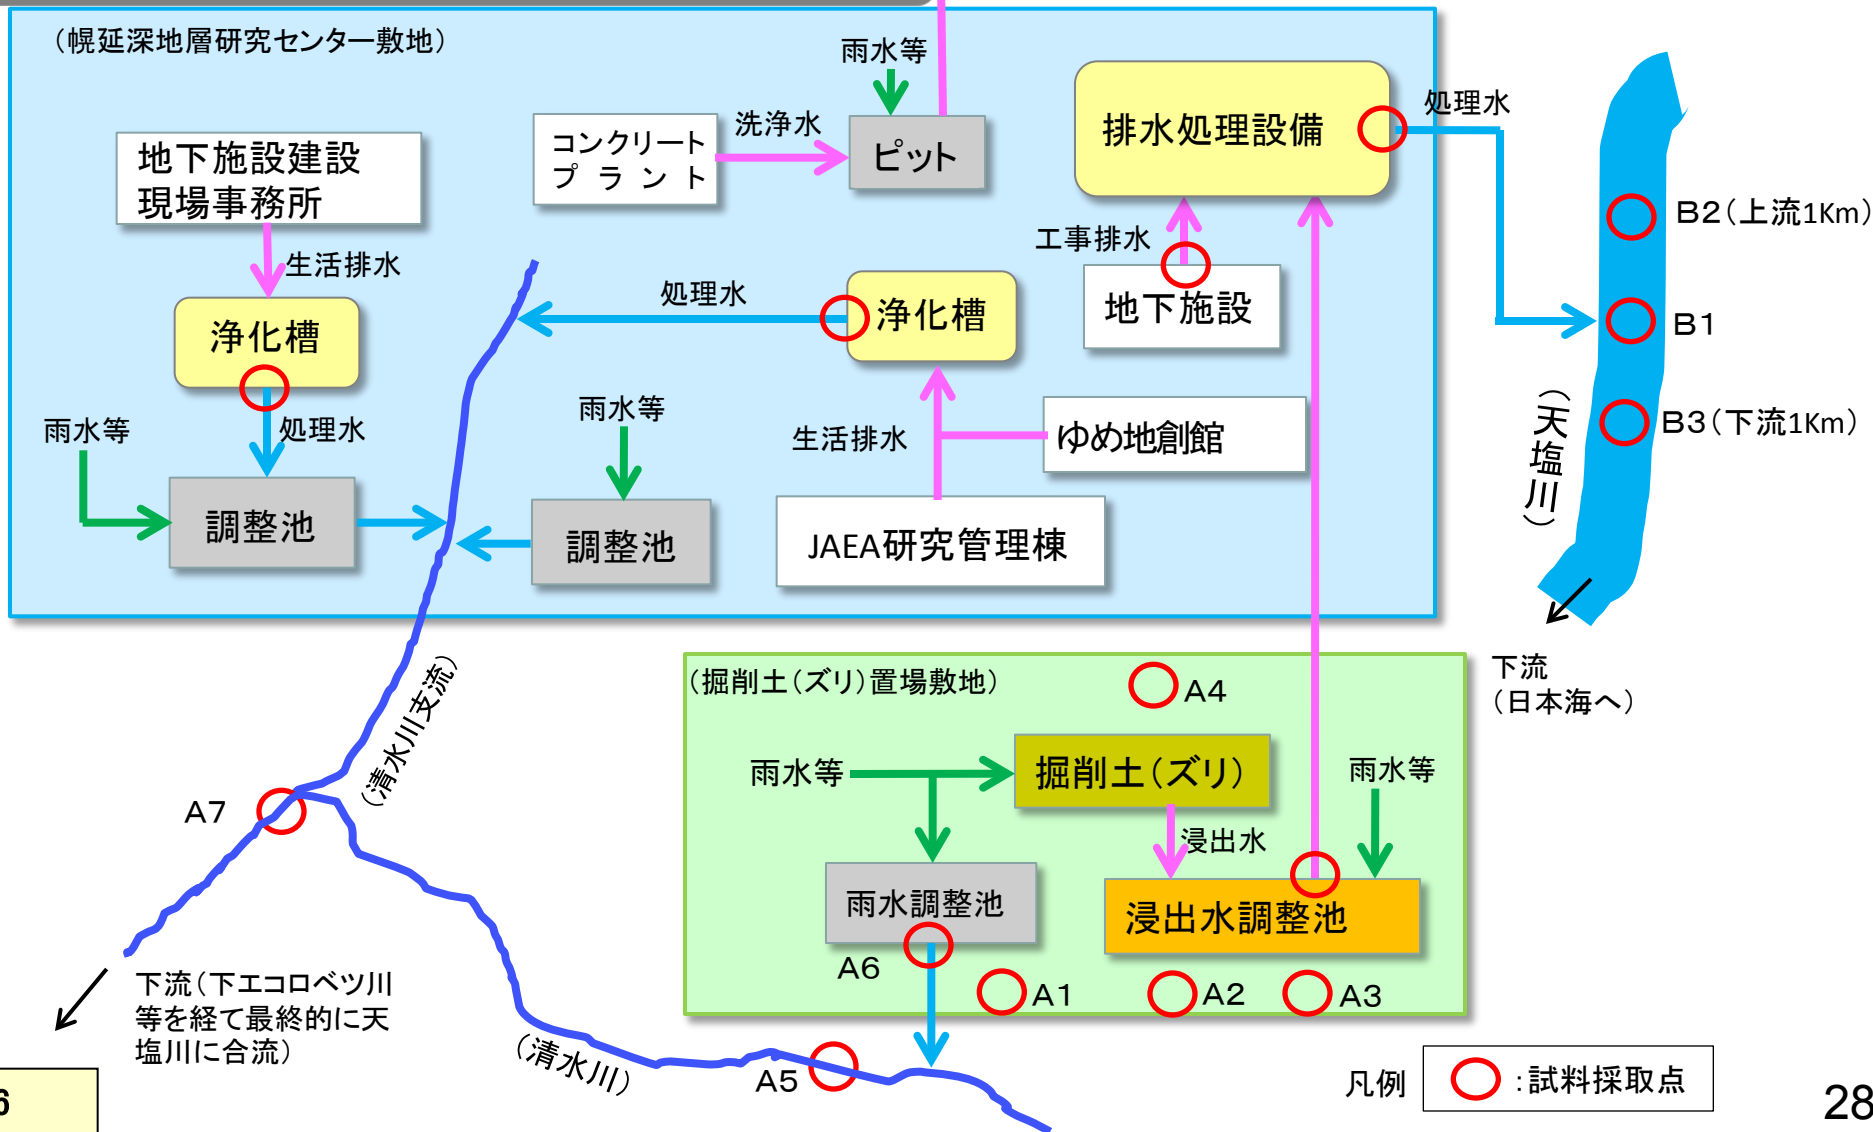 (幌延深地層研究センター敷地)
雨水等
コンクリート
プラント
洗浄水
ピット
排水処理設備
処理水
地下施設建設
現場事務所
生活排水
工事排水
地下施設
B2(上流1Km)
浄化槽
処理水
浄化槽
B1
B3(下流1Km)
(天塩川)
雨水等
処理水
雨水等
生活排水
ゆめ地創館
調整池
調整池
JAEA研究管理棟
下流
(日本海へ)
(清水川支流)
(掘削土(ズリ)置場敷地)
A4
雨水等
掘削土(ズリ)
雨水等
A7
浸出水
雨水調整池
浸出水調整池
A6
A1
A2
A3
下流(下エコロベツ川
等を経て最終的に天
塩川に合流)
(清水川)
A5
凡例
:試料採取点
6
28